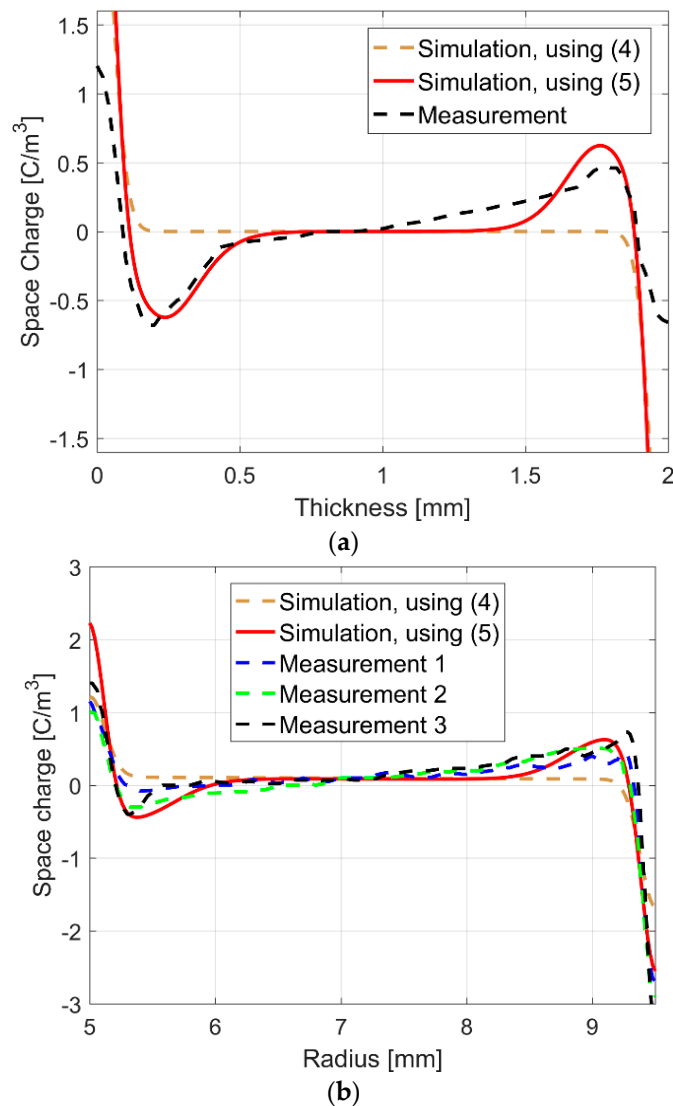 1.5
1
0.5
0
-0.5
-1
-1.5
Space Charge [C/m³]
Simulation, using (4)
Simulation, using (5)
Measurement
0 0.5 1 1.5 2
Thickness [mm]
(a)
3
2
1
0
-1
-2
-3
Space charge [C/m³]
Simulation, using (4)
Simulation, using (5)
Measurement 1
Measurement 2
Measurement 3
5 6 7 8 9
Radius [mm]
(b)